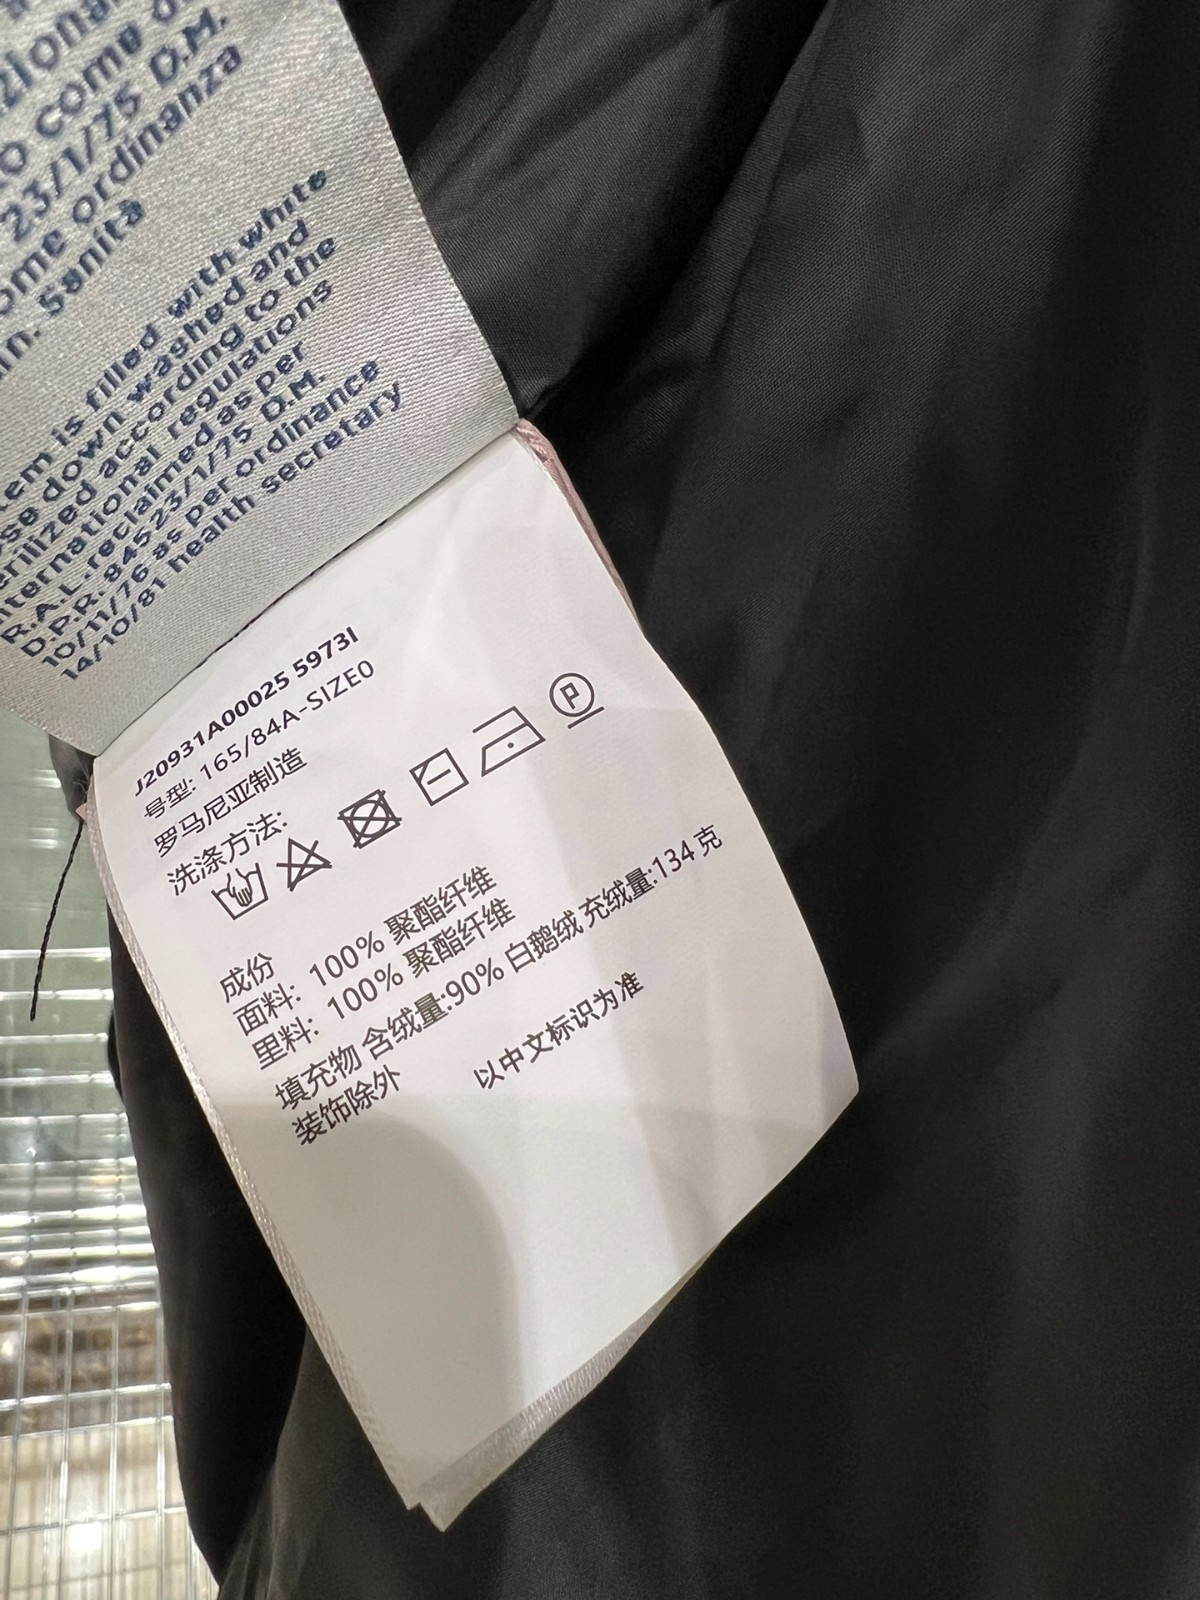 come
23/1/75 D.M.
ome ordinanza
in. Sanità
em is filled with white
se down washed and
erilized according to the
nternational regulations
R.A.L.-reclaimed as per
D.P.R. 845-23/1/75 D.M.
10/11/76 as per ordinance
14/10/81 health secretary
J20931A00025 5973I
号型: 165/84A-SIZE0
罗马尼亚制造
洗涤方法:
P
成份
面料: 100% 聚酯纤维
里料: 100% 聚酯纤维
填充物 含绒量:90% 白鹅绒 充绒量:134 克
装饰除外 以中文标识为准